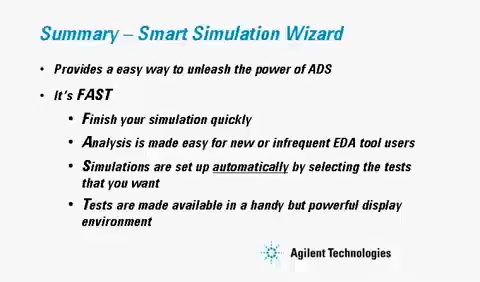 Summary – Smart Simulation Wizard
• Provides a easy way to unleash the power of ADS
• It's FAST
• Finish your simulation quickly
• Analysis is made easy for new or infrequent EDA tool users
• Simulations are set up automatically by selecting the tests
that you want
• Tests are made available in a handy but powerful display
environment
Agilent Technologies